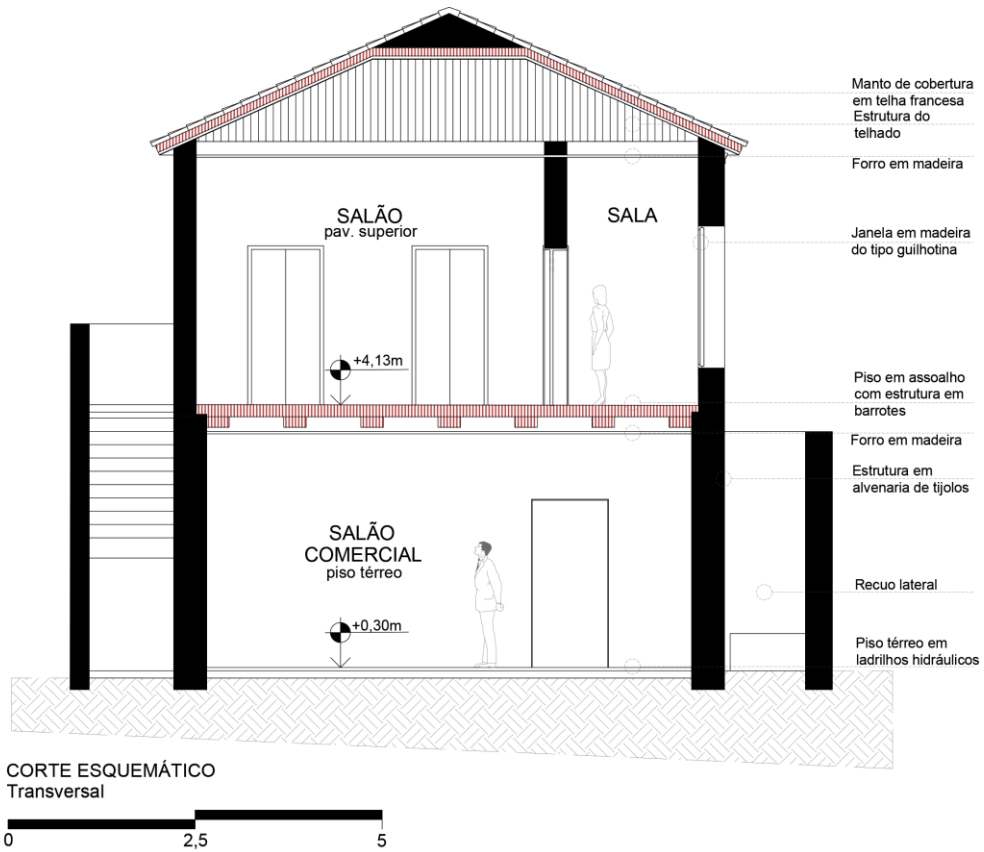 Manto de cobertura
em telha francesa
Estrutura do
telhado
Forro em madeira
SALÃO
pav. superior
SALA
Janela em madeira
do tipo guilhotina
+4,13m
Piso em assoalho
com estrutura em
barrotes
Forro em madeira
Estrutura em
alvenaria de tijolos
SALÃO
COMERCIAL
piso térreo
Recuo lateral
+0,30m
Piso térreo em
ladrilhos hidráulicos
CORTE ESQUEMÁTICO
Transversal
0 2,5 5